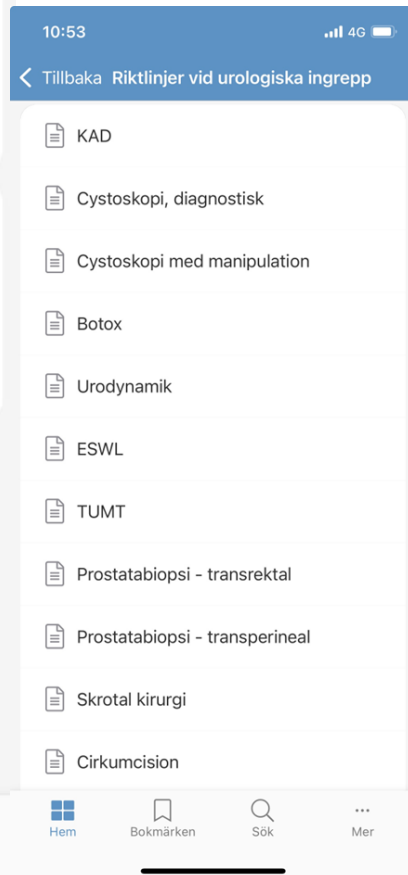 10:53 4G
Tillbaka Riktlinjer vid urologiska ingrepp
KAD
Cystoskopi, diagnostisk
Cystoskopi med manipulation
Botox
Urodynamik
ESWL
TUMT
Prostatabiopsi - transrektal
Prostatabiopsi - transperineal
Skrotal kirurgi
Cirkumcision
Hem Bokmärken Sök Mer